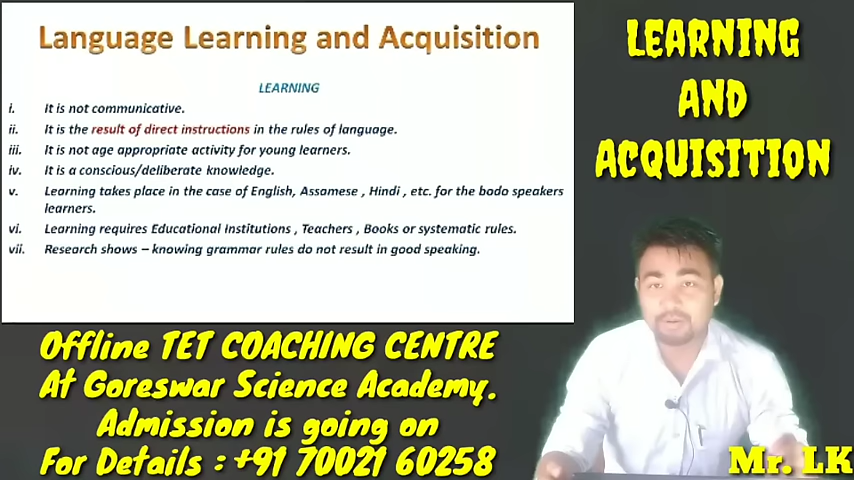 Language Learning and Acquisition
LEARNING
i. It is not communicative.
ii. It is the result of direct instructions in the rules of language.
iii. It is not age appropriate activity for young learners.
iv. It is a conscious/deliberate knowledge.
v. Learning takes place in the case of English, Assamese , Hindi , etc. for the bodo speakers
learners.
vi. Learning requires Educational Institutions , Teachers , Books or systematic rules.
vii. Research shows – knowing grammar rules do not result in good speaking.
LEARNING
AND
ACQUISITION
Offline TET COACHING CENTRE
At Goreswar Science Academy.
Admission is going on
For Details : +91 70021 60258
Mr. LK